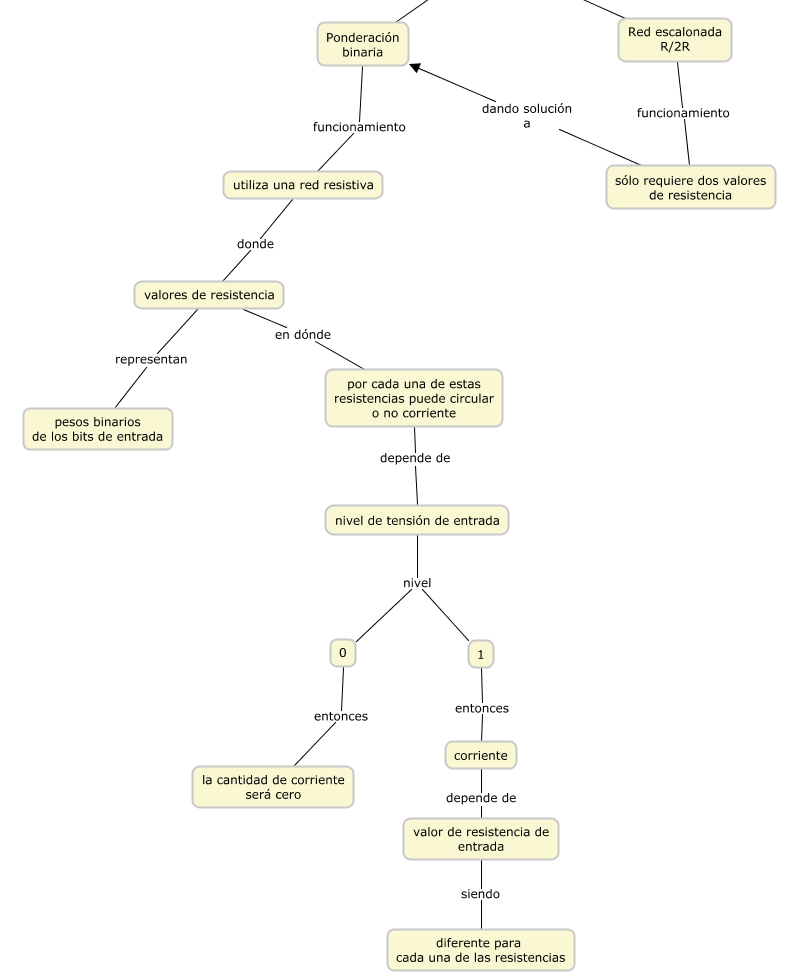 Ponderación
binaria
Red escalonada
R/2R
dando solución
a
funcionamiento
funcionamiento
utiliza una red resistiva
sólo requiere dos valores
de resistencia
donde
valores de resistencia
en dónde
representan
por cada una de estas
resistencias puede circular
o no corriente
pesos binarios
de los bits de entrada
depende de
nivel de tensión de entrada
nivel
0
1
entonces
entonces
corriente
la cantidad de corriente
será cero
depende de
valor de resistencia de
entrada
siendo
diferente para
cada una de las resistencias